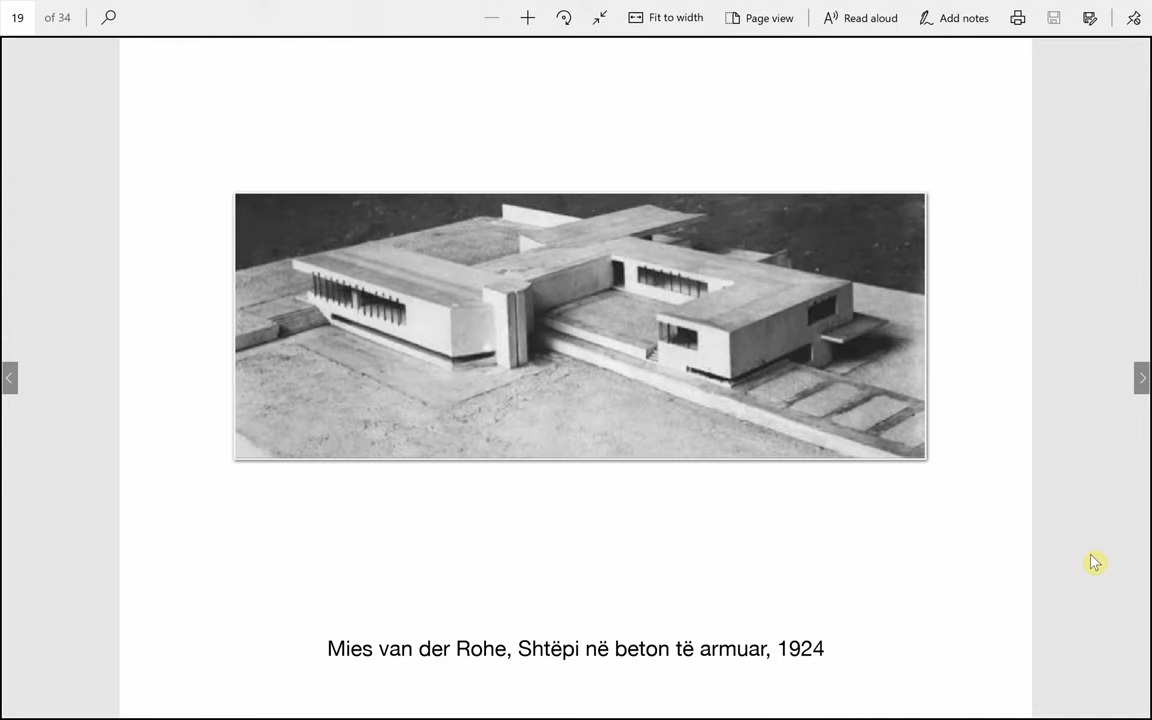 19 of 34
Fit to width
Page view
Read aloud
Add notes
Mies van der Rohe, Shtëpi në beton të armuar, 1924